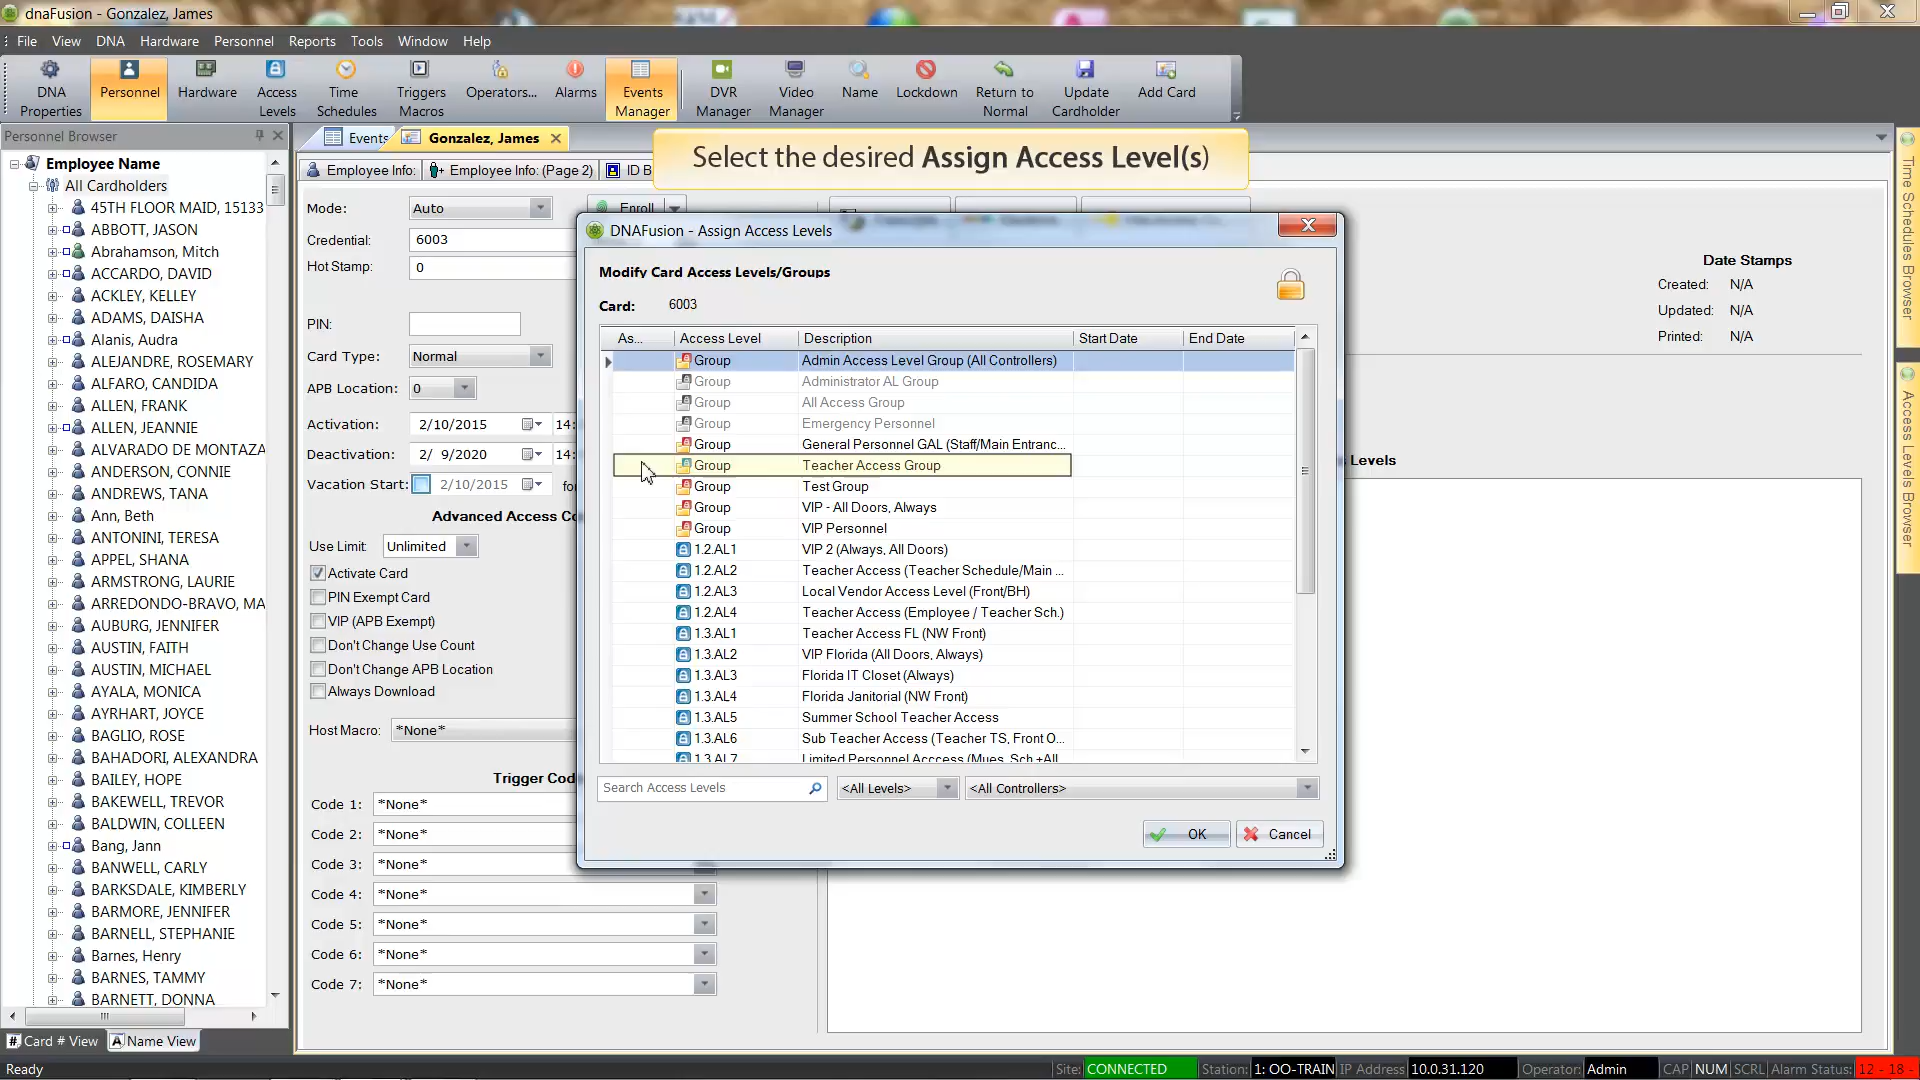 dnaFusion - Gonzalez, James
File View DNA Hardware Personnel Reports Tools Window Help
DNA Properties
Personnel
Hardware
Access Levels
Time Schedules
Triggers Macros
Operators...
Alarms
Events Manager
DVR Manager
Video Manager
Name
Lockdown
Return to Normal
Update Cardholder
Add Card
Personnel Browser
Employee Name
All Cardholders
45TH FLOOR MAID, 15133
ABBOTT, JASON
Abrahamson, Mitch
ACCARDO, DAVID
ACKLEY, KELLEY
ADAMS, DAISHA
Alanis, Audra
ALEJANDRE, ROSEMARY
ALFARO, CANDIDA
ALLEN, FRANK
ALLEN, JEANNIE
ALVARADO DE MONTAZA
ANDERSON, CONNIE
ANDREWS, TANA
Ann, Beth
ANTONINI, TERESA
APPEL, SHANA
ARMSTRONG, LAURIE
ARREDONDO-BRAVO, MA
AUBURG, JENNIFER
AUSTIN, FAITH
AUSTIN, MICHAEL
AYALA, MONICA
AYRHART, JOYCE
BAGLIO, ROSE
BAHADORI, ALEXANDRA
BAILEY, HOPE
BAKEWELL, TREVOR
BALDWIN, COLLEEN
Bang, Jann
BANWELL, CARLY
BARKSDALE, KIMBERLY
BARMORE, JENNIFER
BARNELL, STEPHANIE
Barnes, Henry
BARNES, TAMMY
BARNETT, DONNA
# Card # View A Name View
Events Gonzalez, James
Select the desired Assign Access Level(s)
Employee Info: Employee Info: (Page 2) ID B
Mode: Auto
Enroll
Credential: 6003
Hot Stamp: 0
PIN:
Card Type: Normal
APB Location: 0
Activation: 2/10/2015 14:
Deactivation: 2/ 9/2020 14:
Vacation Start: 2/10/2015 for
Advanced Access Co
Use Limit: Unlimited
Activate Card
PIN Exempt Card
VIP (APB Exempt)
Don't Change Use Count
Don't Change APB Location
Always Download
Host Macro: *None*
Trigger Cod
Code 1: *None*
Code 2: *None*
Code 3: *None*
Code 4: *None*
Code 5: *None*
Code 6: *None*
Code 7: *None*
DNAFusion - Assign Access Levels
Modify Card Access Levels/Groups
Card: 6003
As... Access Level Description Start Date End Date
Group Admin Access Level Group (All Controllers)
Group Administrator AL Group
Group All Access Group
Group Emergency Personnel
Group General Personnel GAL (Staff/Main Entranc...
Group Teacher Access Group
Group Test Group
Group VIP - All Doors, Always
Group VIP Personnel
1.2.AL1 VIP 2 (Always, All Doors)
1.2.AL2 Teacher Access (Teacher Schedule/Main ...
1.2.AL3 Local Vendor Access Level (Front/BH)
1.2.AL4 Teacher Access (Employee / Teacher Sch.)
1.3.AL1 Teacher Access FL (NW Front)
1.3.AL2 VIP Florida (All Doors, Always)
1.3.AL3 Florida IT Closet (Always)
1.3.AL4 Florida Janitorial (NW Front)
1.3.AL5 Summer School Teacher Access
1.3.AL6 Sub Teacher Access (Teacher TS, Front O...
1.3.AL7 Limited Personnel Acccess (Mues. Sch +All
Search Access Levels <All Levels> <All Controllers>
OK Cancel
Date Stamps
Created: N/A
Updated: N/A
Printed: N/A
Levels
Time Schedules Browser
Access Levels Browser
Ready
Site: CONNECTED Station: 1: OO-TRAIN IP Address 10.0.31.120 Operator: Admin CAP NUM SCRL Alarm Status: 12 - 18 -